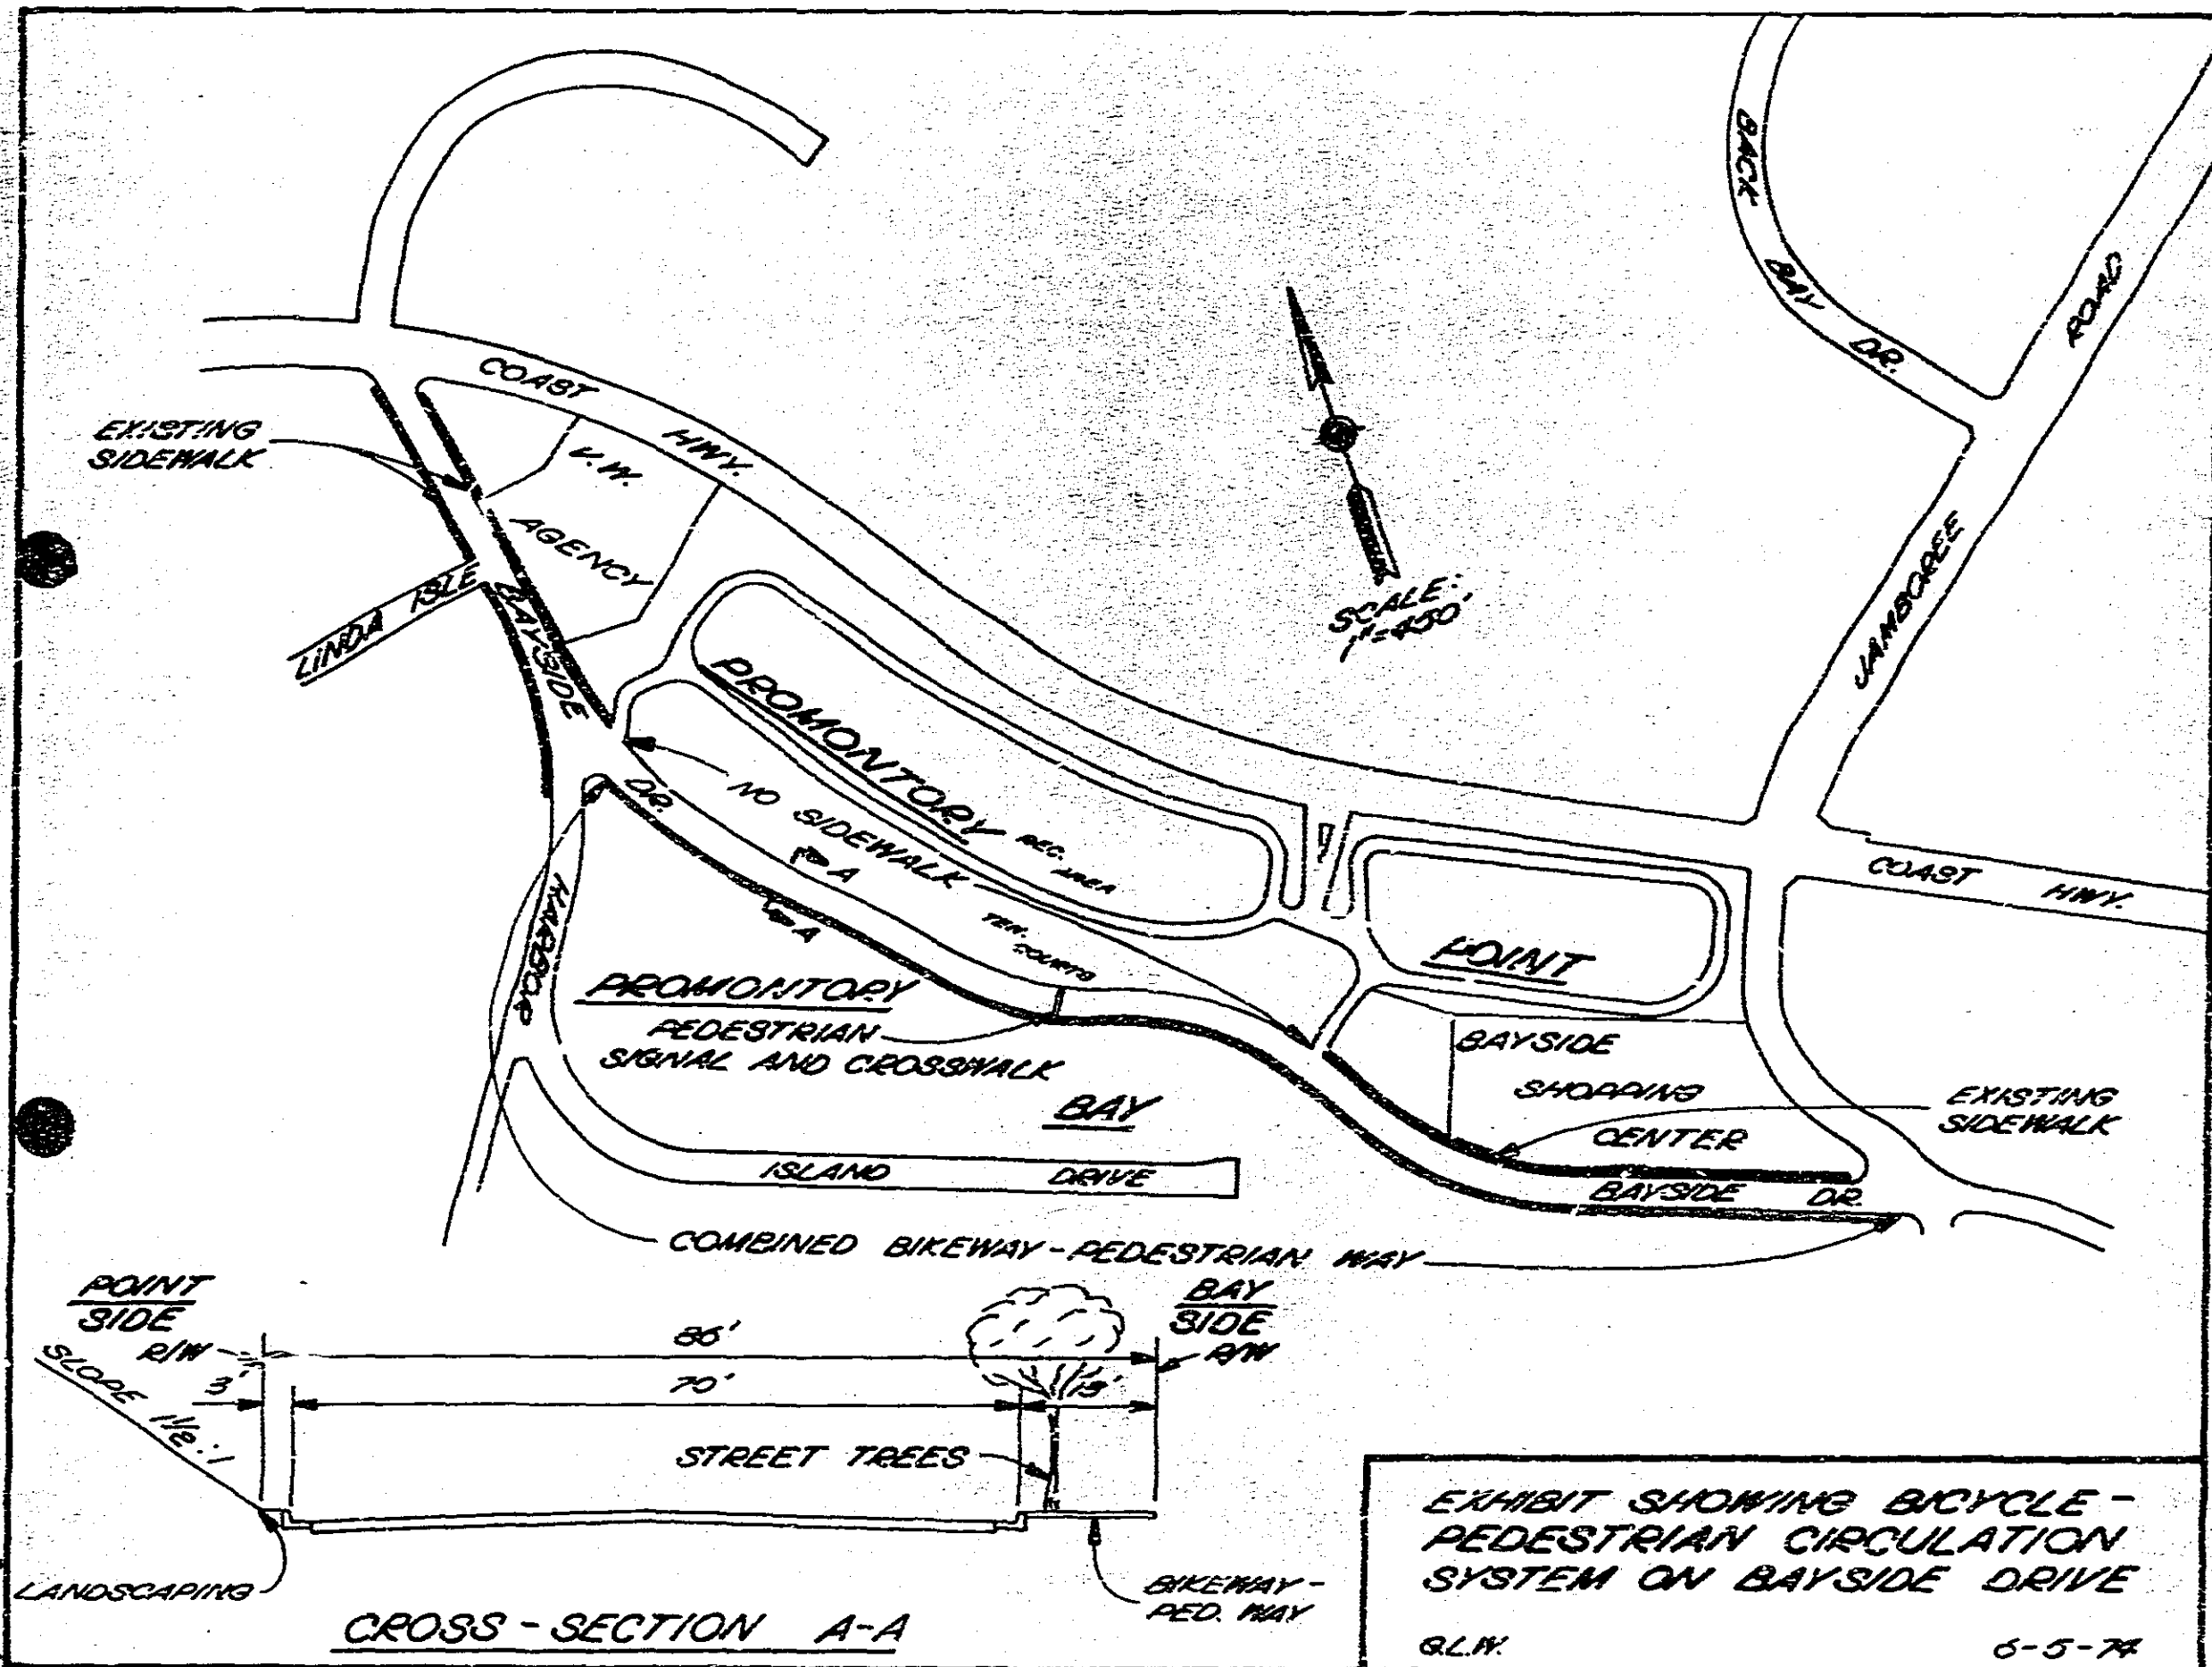 BACK
BAY
DR.
ROAD
JAMBOREE
COAST
HWY.
EXISTING
SIDEWALK
V.W.
AGENCY
LINDA ISLE
BAYSIDE
DR.
SCALE:
1"=450'
PROMONTORY
NO SIDEWALK
REC.
AREA
A
A
TEN.
COURTS
HARBOR
POINT
COAST HWY.
PROMONTORY
PEDESTRIAN
SIGNAL AND CROSSWALK
BAY
BAYSIDE
SHOPPING
CENTER
EXISTING
SIDEWALK
ISLAND DRIVE
BAYSIDE DR.
COMBINED BIKEWAY-PEDESTRIAN WAY
POINT
SIDE
R/W
SLOPE 1 1/2:1
3'
86'
70'
13'
BAY
SIDE
R/W
STREET TREES
LANDSCAPING
BIKEWAY-
PED. WAY
CROSS-SECTION A-A
EXHIBIT SHOWING BICYCLE-
PEDESTRIAN CIRCULATION
SYSTEM ON BAYSIDE DRIVE
G.L.W. 6-5-74